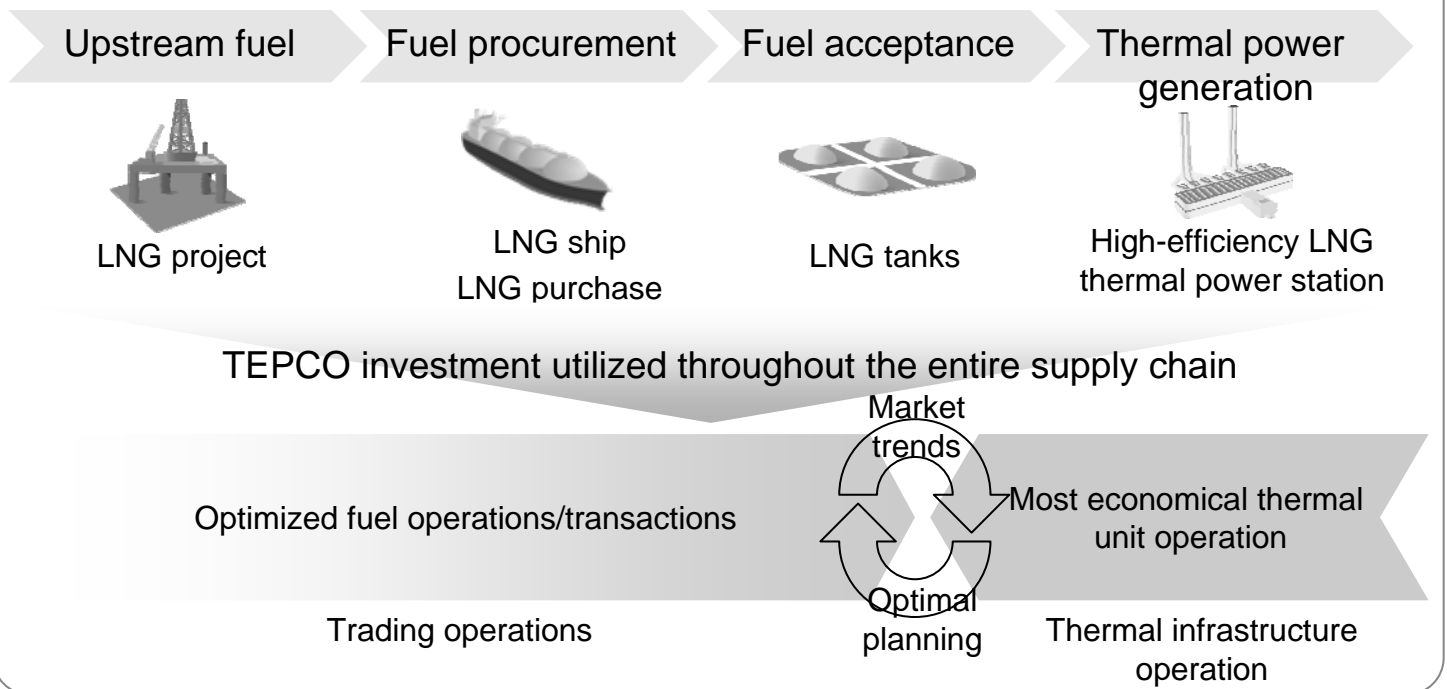 Upstream fuel
Fuel procurement
Fuel acceptance
Thermal power
generation
LNG project
LNG ship
LNG purchase
LNG tanks
High-efficiency LNG
thermal power station
TEPCO investment utilized throughout the entire supply chain
Market
trends
Optimized fuel operations/transactions
Most economical thermal
unit operation
Optimal
planning
Trading operations
Thermal infrastructure
operation